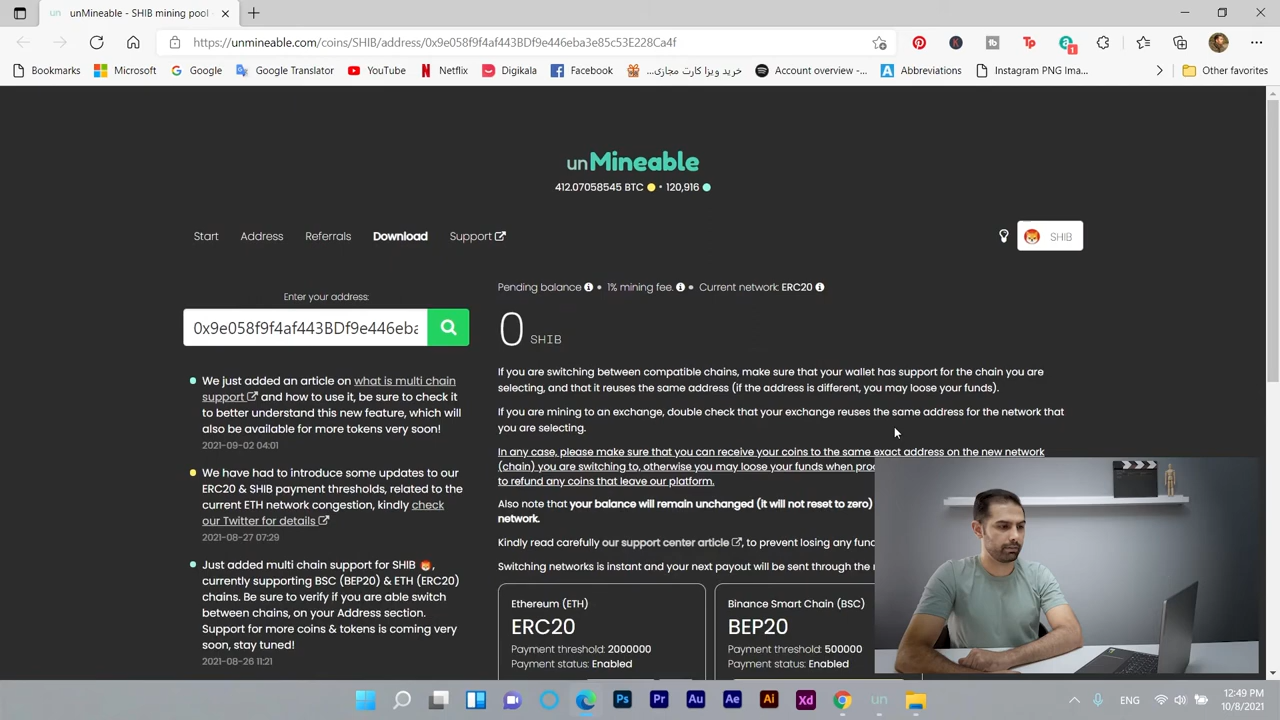 unMineable - SHIB mining pool -
https://unmineable.com/coins/SHIB/address/0x9e058f9f4af443BDf9e446eba3e85c53E228Ca4f
Bookmarks
Microsoft
Google
Google Translator
YouTube
Netflix
Digikala
Facebook
خرید ویزا کارت مجازی...
Account overview -...
Abbreviations
Instagram PNG Ima...
Other favorites
unMineable
412.07058545 BTC • 120,916
Start
Address
Referrals
Download
Support
SHIB
Enter your address:
0x9e058f9f4af443BDf9e446eba
Pending balance • 1% mining fee. • Current network: ERC20
0 SHIB
If you are switching between compatible chains, make sure that your wallet has support for the chain you are
selecting, and that it reuses the same address (if the address is different, you may loose your funds).
If you are mining to an exchange, double check that your exchange reuses the same address for the network that
you are selecting.
In any case, please make sure that you can receive your coins to the same exact address on the new network
(chain) you are switching to, otherwise you may loose your funds when proc
to refund any coins that leave our platform.
Also note that your balance will remain unchanged (it will not reset to zero)
network.
Kindly read carefully our support center article, to prevent losing any fund
Switching networks is instant and your next payout will be sent through the n
Ethereum (ETH)
ERC20
Payment threshold: 2000000
Payment status: Enabled
Binance Smart Chain (BSC)
BEP20
Payment threshold: 500000
Payment status: Enabled
We just added an article on what is multi chain
support and how to use it, be sure to check it
to better understand this new feature, which will
also be available for more tokens very soon!
2021-09-02 04:01
We have had to introduce some updates to our
ERC20 & SHIB payment thresholds, related to the
current ETH network congestion, kindly check
our Twitter for details
2021-08-27 07:29
Just added multi chain support for SHIB ,
currently supporting BSC (BEP20) & ETH (ERC20)
chains. Be sure to verify if you are able switch
between chains, on your Address section.
Support for more coins & tokens is coming very
soon, stay tuned!
2021-08-26 11:21
ENG
12:49 PM
10/8/2021